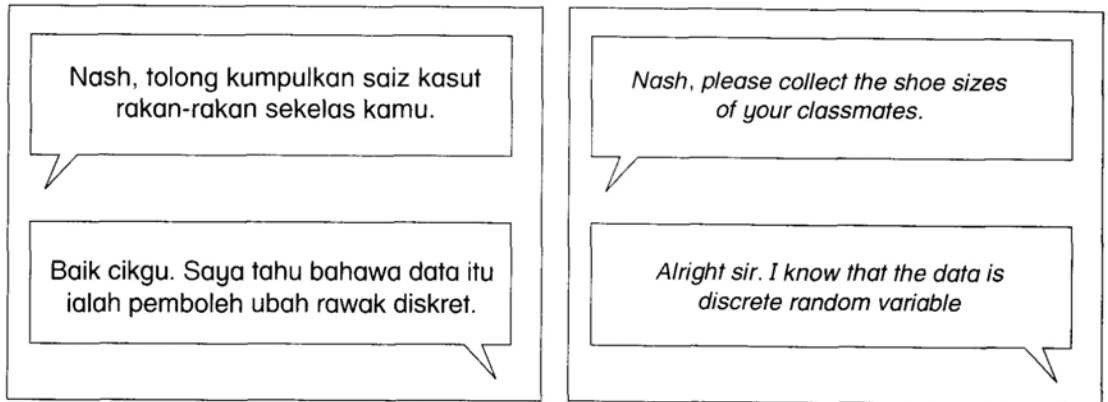 Nash, tolong kumpulkan saiz kasut
rakan-rakan sekelas kamu.
Baik cikgu. Saya tahu bahawa data itu
ialah pemboleh ubah rawak diskret.
Nash, please collect the shoe sizes
of your classmates.
Alright sir. I know that the data is
discrete random variable